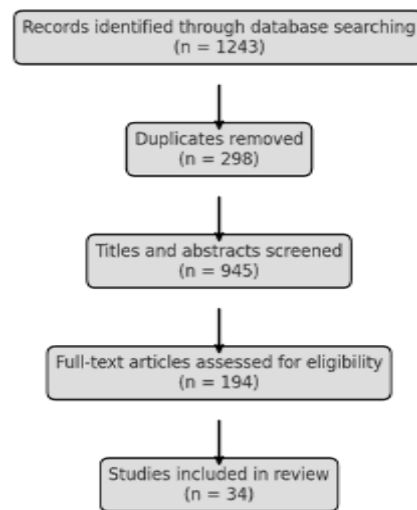 Records identified through database searching
(n = 1243)
Duplicates removed
(n = 298)
Titles and abstracts screened
(n = 945)
Full-text articles assessed for eligibility
(n = 194)
Studies included in review
(n = 34)